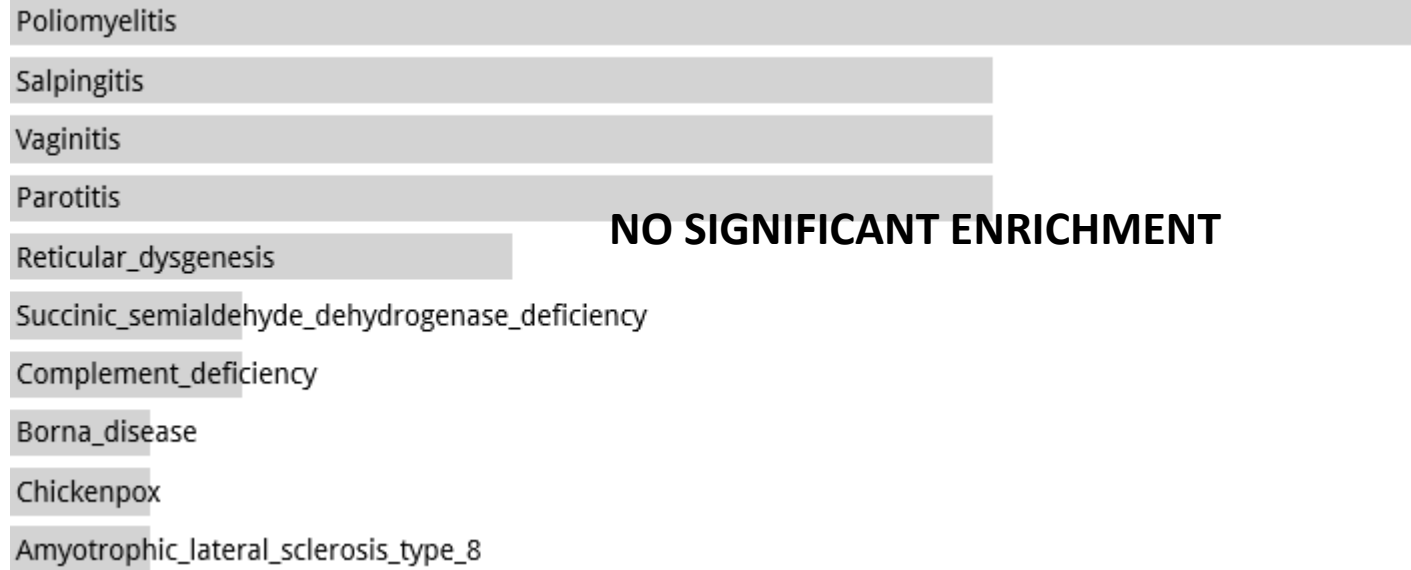 Poliomyelitis
Salpingitis
Vaginitis
Parotitis
NO SIGNIFICANT ENRICHMENT
Reticular_dysgenesis
Succinic_semialdehyde_dehydrogenase_deficiency
Complement_deficiency
Borna_disease
Chickenpox
Amyotrophic_lateral_sclerosis_type_8